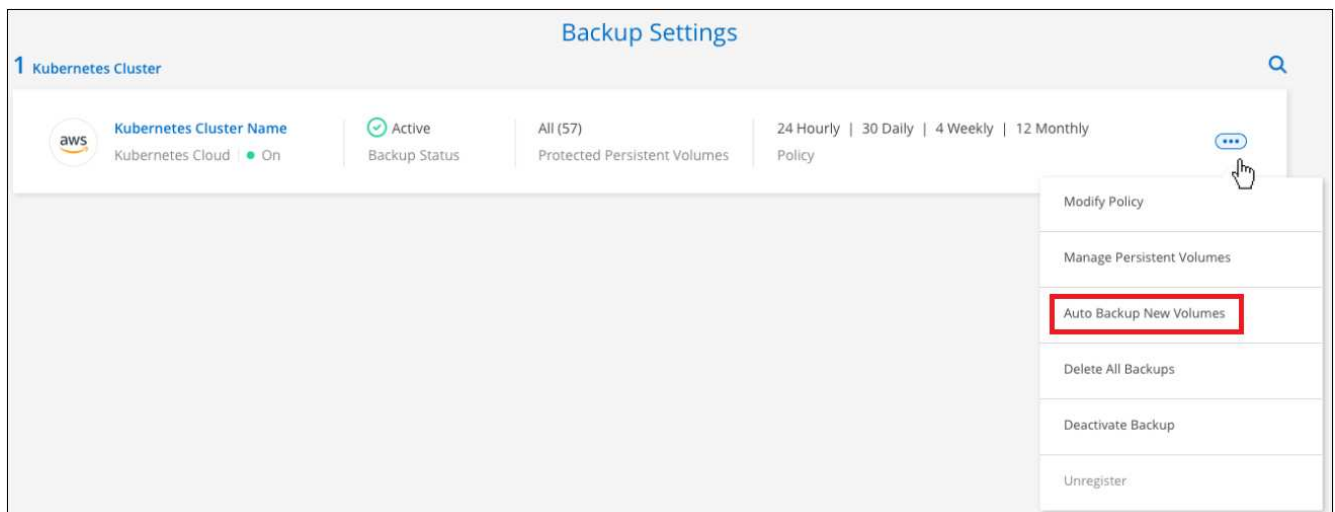 Backup Settings
1 Kubernetes Cluster
aws
Kubernetes Cluster Name
Active
All (57)
24 Hourly | 30 Daily | 4 Weekly | 12 Monthly
Kubernetes Cloud
On
Backup Status
Protected Persistent Volumes
Policy
Modify Policy
Manage Persistent Volumes
Auto Backup New Volumes
Delete All Backups
Deactivate Backup
Unregister